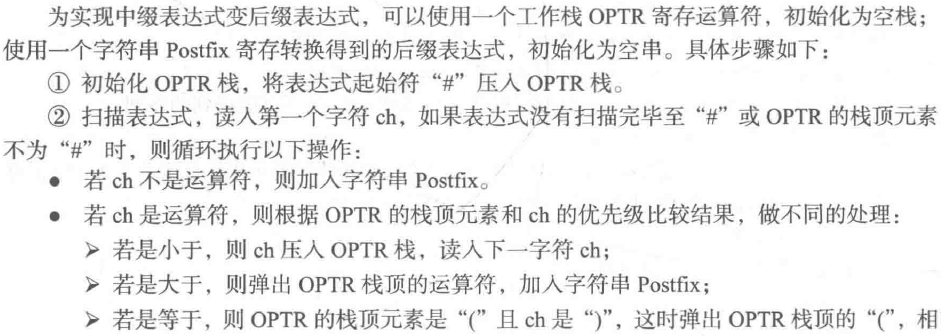 为实现中缀表达式变后缀表达式，可以使用一个工作栈 OPTR 寄存运算符，初始化为空栈；
使用一个字符串 Postfix 寄存转换得到的后缀表达式，初始化为空串。具体步骤如下：
① 初始化 OPTR 栈，将表达式起始符“#”压入 OPTR 栈。
② 扫描表达式，读入第一个字符 ch，如果表达式没有扫描完毕至“#”或 OPTR 的栈顶元素
不为“#”时，则循环执行以下操作：
● 若 ch 不是运算符，则加入字符串 Postfix。
● 若 ch 是运算符，则根据 OPTR 的栈顶元素和 ch 的优先级比较结果，做不同的处理：
➢ 若是小于，则 ch 压入 OPTR 栈，读入下一字符 ch；
➢ 若是大于，则弹出 OPTR 栈顶的运算符，加入字符串 Postfix；
➢ 若是等于，则 OPTR 的栈顶元素是“(”且 ch 是“)”，这时弹出 OPTR 栈顶的“(”，相